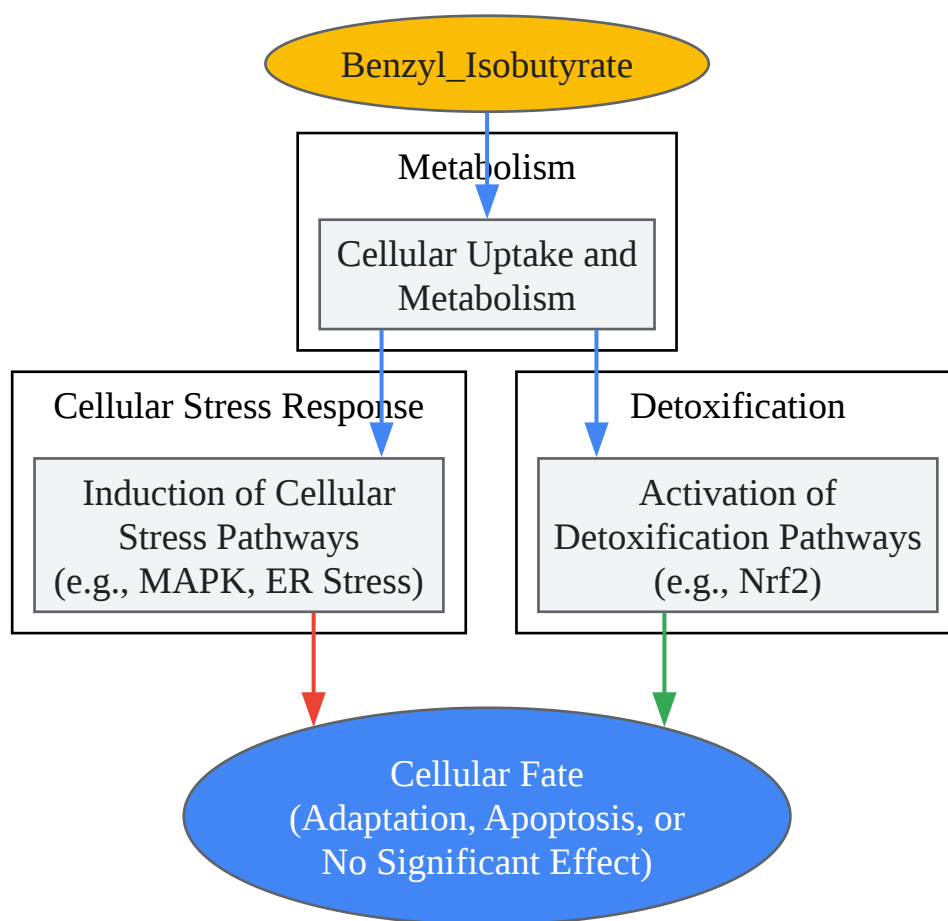 Benzyl_Isobutyrate
Metabolism
Cellular Uptake and
Metabolism
Cellular Stress Response
Induction of Cellular
Stress Pathways
(e.g., MAPK, ER Stress)
Detoxification
Activation of
Detoxification Pathways
(e.g., Nrf2)
Cellular Fate
(Adaptation, Apoptosis, or
No Significant Effect)